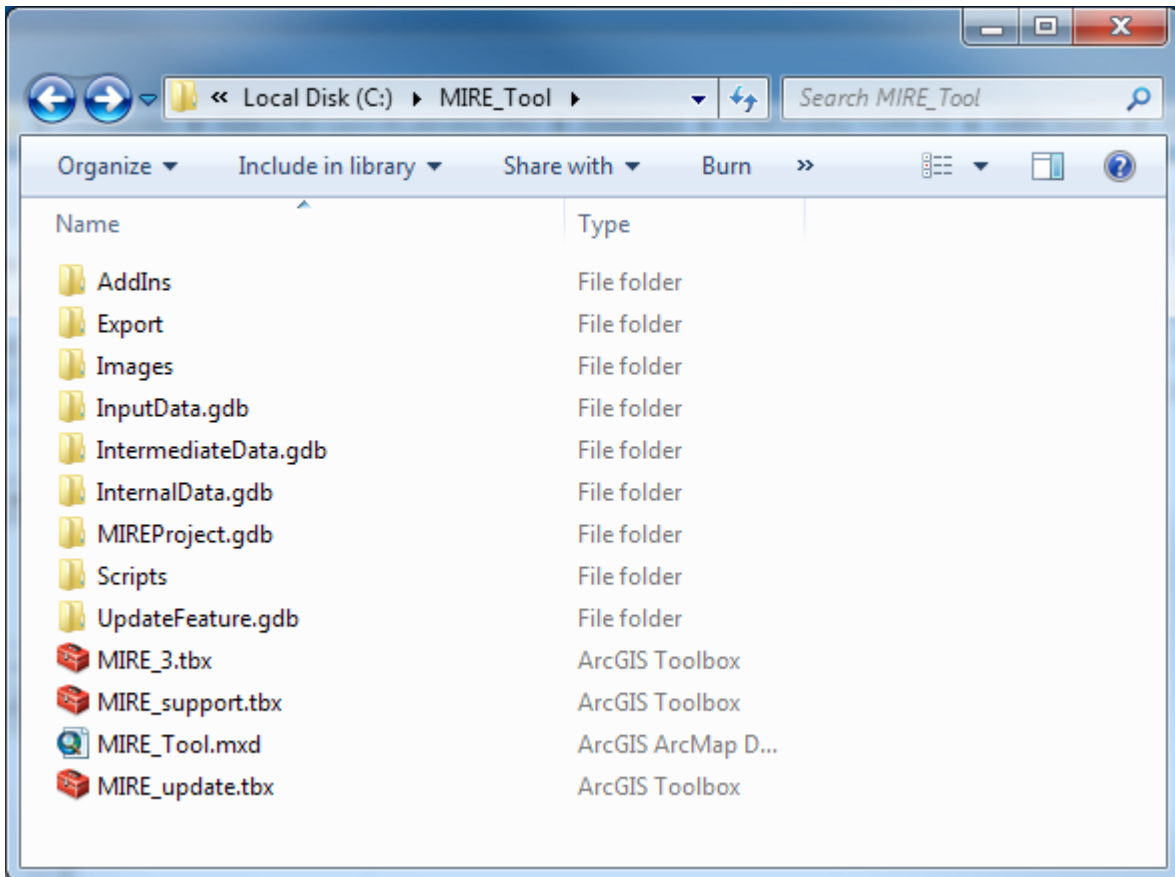 « Local Disk (C:) MIRE_Tool Search MIRE_Tool
Organize Include in library Share with Burn »
Name Type
AddIns File folder
Export File folder
Images File folder
InputData.gdb File folder
IntermediateData.gdb File folder
InternalData.gdb File folder
MIREProject.gdb File folder
Scripts File folder
UpdateFeature.gdb File folder
MIRE_3.tbx ArcGIS Toolbox
MIRE_support.tbx ArcGIS Toolbox
MIRE_Tool.mxd ArcGIS ArcMap D...
MIRE_update.tbx ArcGIS Toolbox